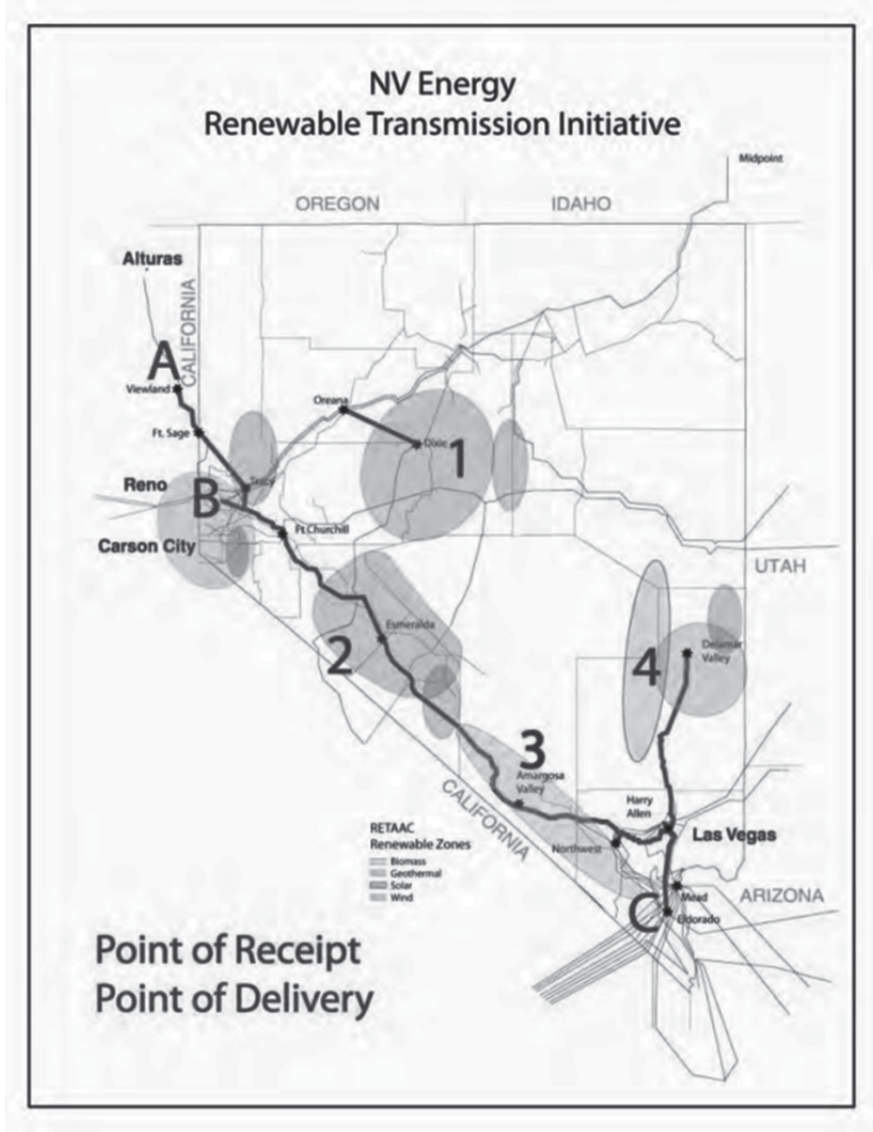 NV Energy
Renewable Transmission Initiative
Midpoint
OREGON
IDAHO
Alturas
CALIFORNIA
A
Viewland
Oreana
Ft. Sage
Dixie
1
Reno
Tracy
B
Ft Churchill
Carson City
UTAH
Esmeralda
2
4
Delamar
Valley
3
Amargosa
Valley
CALIFORNIA
Harry
Allen
RETAAC
Renewable Zones
Biomass
Geothermal
Solar
Wind
Northwest
Las Vegas
Mead
ARIZONA
C
Eldorado
Point of Receipt
Point of Delivery